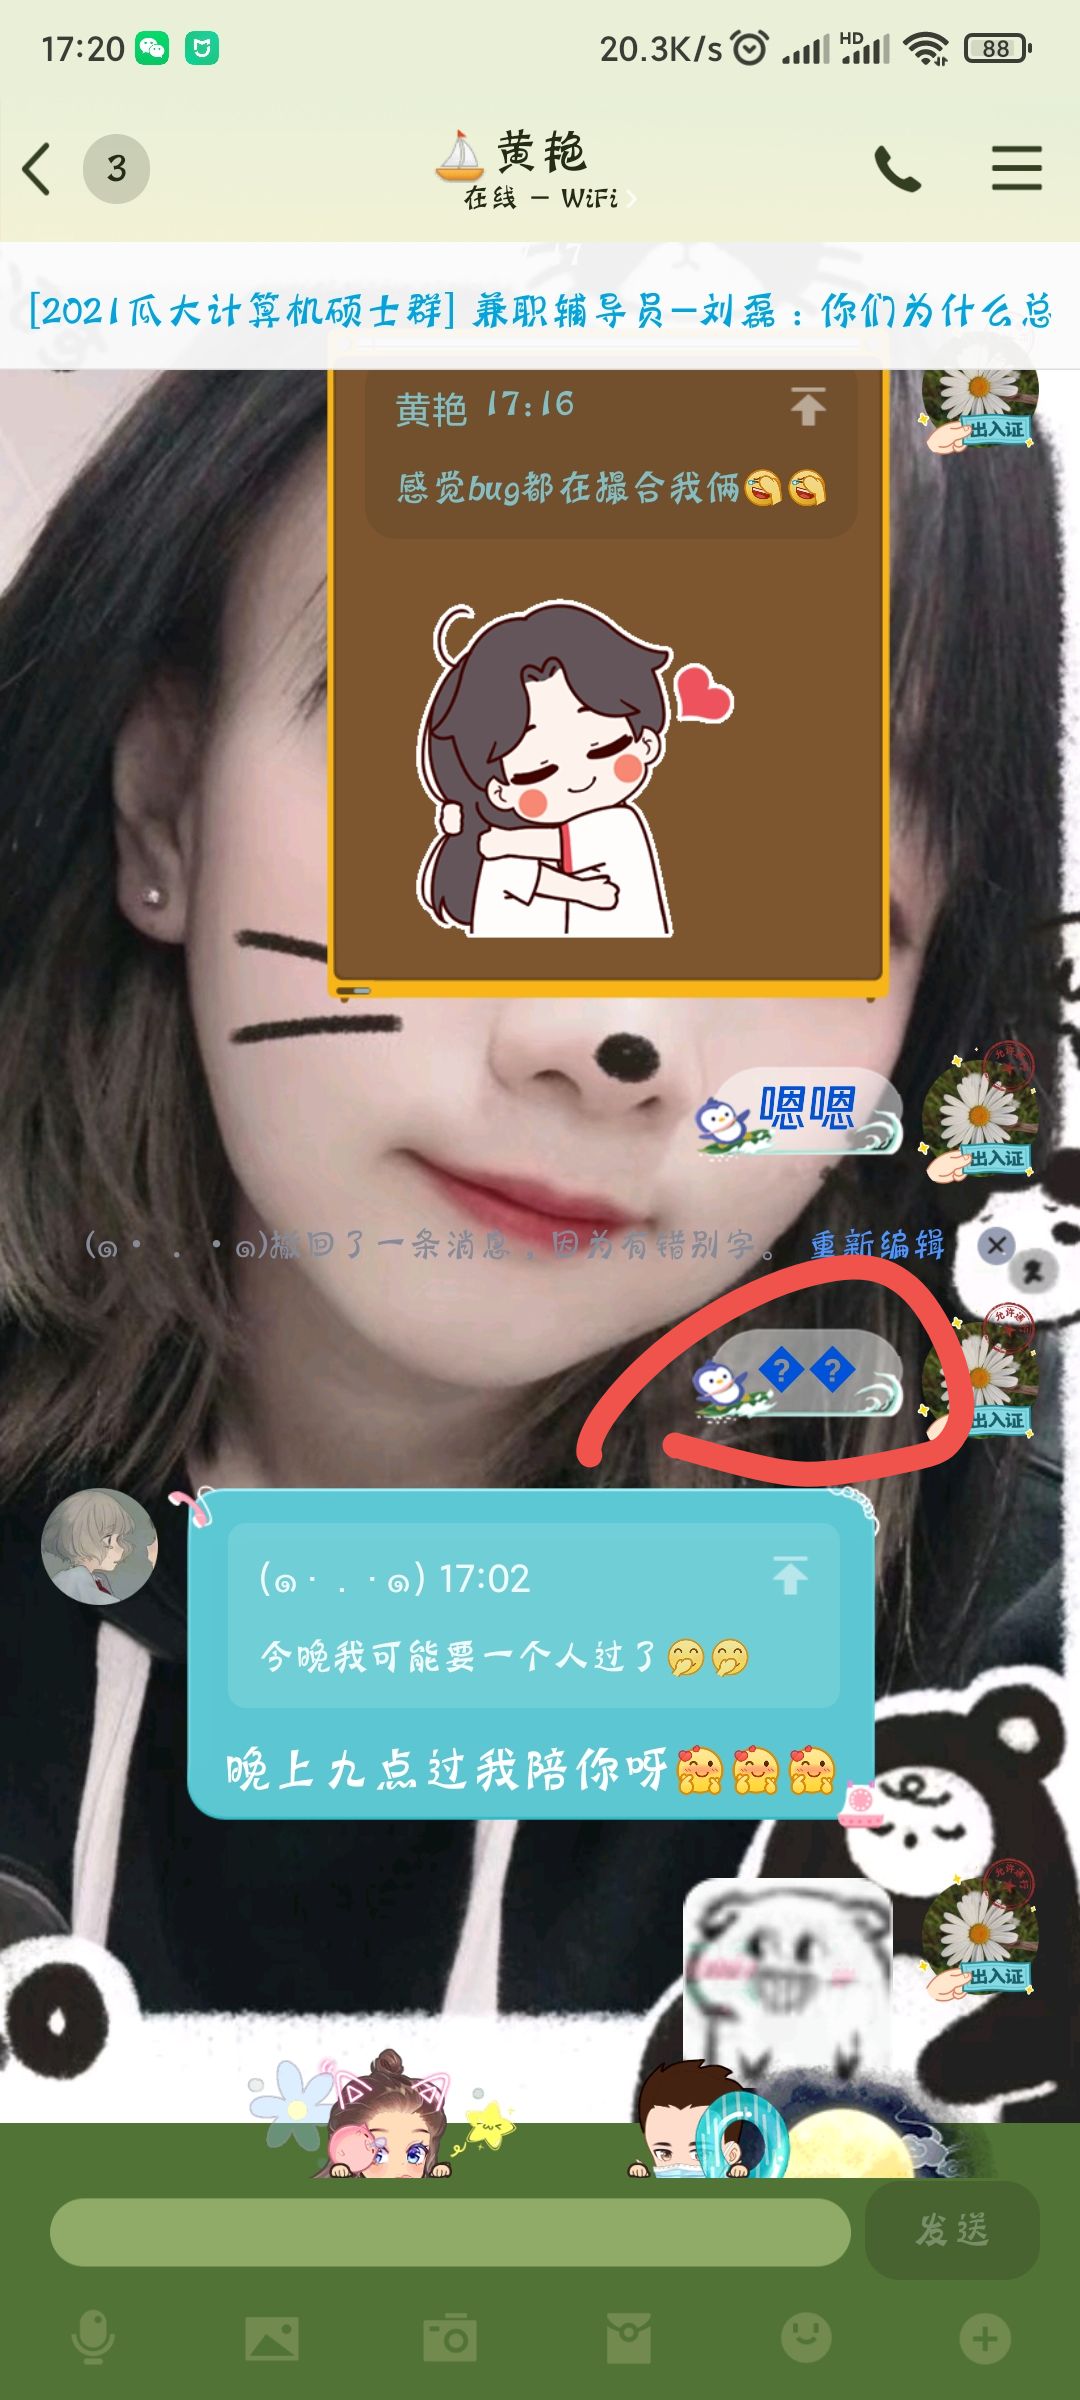 17:20
20.3K/s
HD
88
3
黄艳
在线 - WiFi
[2021瓜大计算机硕士群] 兼职辅导员-刘磊：你们为什么总
黄艳 17:16
出入证
感觉bug都在撮合我俩
嗯嗯
出入证
(๑• . •๑)撤回了一条消息，因为有错别字。 重新编辑
��
出入证
(๑• . •๑) 17:02
今晚我可能要一个人过了
晚上九点过我陪你呀
出入证
发送